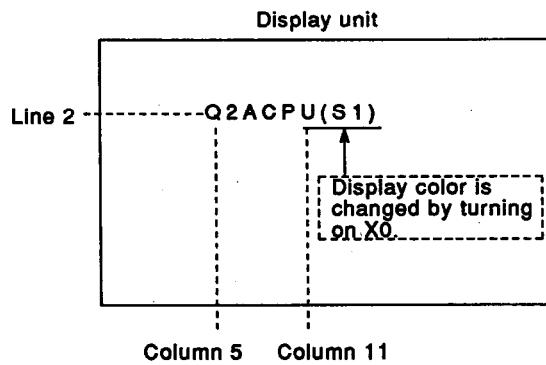 Display unit
Line 2
Q2ACPU(S1)
Display color is
changed by turning
on X0.
Column 5 Column 11